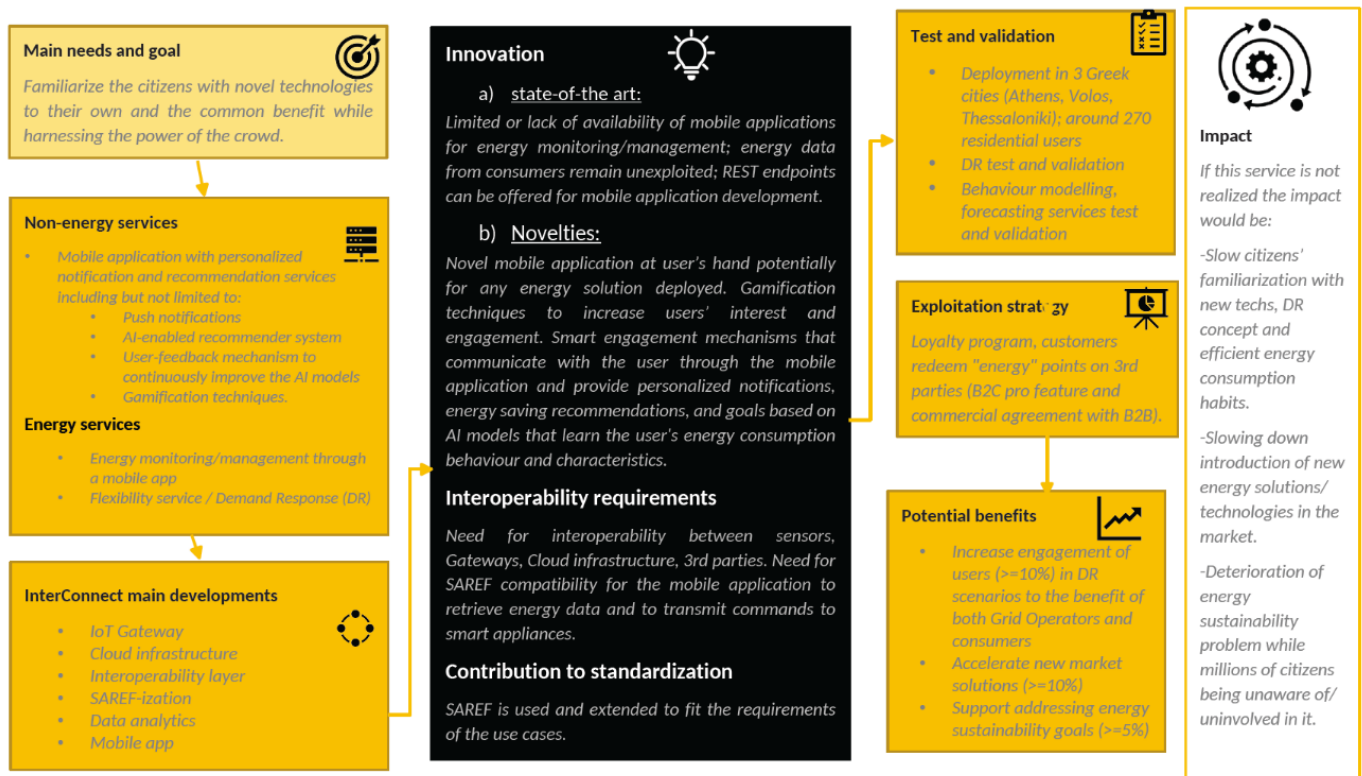 Main needs and goal
Familiarize the citizens with novel technologies
to their own and the common benefit while
harnessing the power of the crowd.
Non-energy services
• Mobile application with personalized
notification and recommendation services
including but not limited to:
• Push notifications
• AI-enabled recommender system
• User-feedback mechanism to
continuously improve the AI models
• Gamification techniques.
Energy services
• Energy monitoring/management through
a mobile app
• Flexibility service / Demand Response (DR)
InterConnect main developments
• IoT Gateway
• Cloud infrastructure
• Interoperability layer
• SAREF-ization
• Data analytics
• Mobile app
Innovation
a) state-of-the art:
Limited or lack of availability of mobile applications
for energy monitoring/management; energy data
from consumers remain unexploited; REST endpoints
can be offered for mobile application development.
b) Novelties:
Novel mobile application at user's hand potentially
for any energy solution deployed. Gamification
techniques to increase users' interest and
engagement. Smart engagement mechanisms that
communicate with the user through the mobile
application and provide personalized notifications,
energy saving recommendations, and goals based on
AI models that learn the user's energy consumption
behaviour and characteristics.
Interoperability requirements
Need for interoperability between sensors,
Gateways, Cloud infrastructure, 3rd parties. Need for
SAREF compatibility for the mobile application to
retrieve energy data and to transmit commands to
smart appliances.
Contribution to standardization
SAREF is used and extended to fit the requirements
of the use cases.
Test and validation
• Deployment in 3 Greek
cities (Athens, Volos,
Thessaloniki); around 270
residential users
• DR test and validation
• Behaviour modelling,
forecasting services test
and validation
Exploitation strategy
Loyalty program, customers
redeem "energy" points on 3rd
parties (B2C pro feature and
commercial agreement with B2B).
Potential benefits
• Increase engagement of
users (>=10%) in DR
scenarios to the benefit of
both Grid Operators and
consumers
• Accelerate new market
solutions (>=10%)
• Support addressing energy
sustainability goals (>=5%)
Impact
If this service is not
realized the impact
would be:
-Slow citizens'
familiarization with
new techs, DR
concept and
efficient energy
consumption
habits.
-Slowing down
introduction of new
energy solutions/
technologies in the
market.
-Deterioration of
energy
sustainability
problem while
millions of citizens
being unaware of/
uninvolved in it.